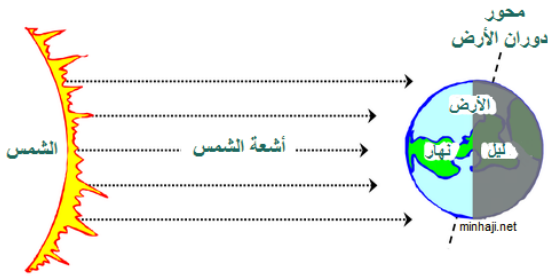 محور
دوران الأرض
الأرض
الشمس
أشعة الشمس
نهار
ليل
minhaji.net